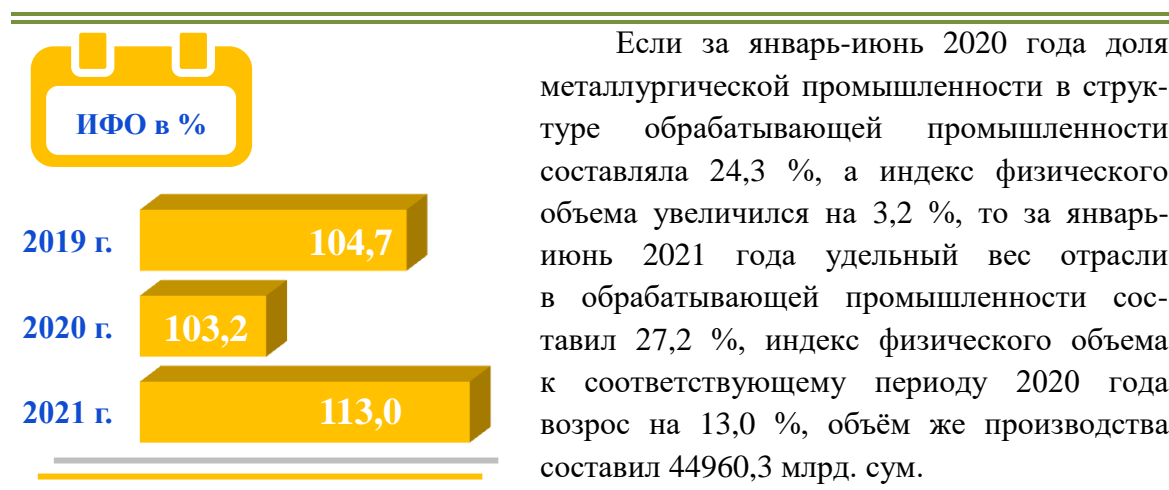 ИФО в %
2019 г.
104,7
2020 г.
103,2
2021 г.
113,0
Если за январь-июнь 2020 года доля
металлургической промышленности в струк-
туре обрабатывающей промышленности
составляла 24,3 %, а индекс физического
объема увеличился на 3,2 %, то за январь-
июнь 2021 года удельный вес отрасли
в обрабатывающей промышленности сос-
тавил 27,2 %, индекс физического объема
к соответствующему периоду 2020 года
возрос на 13,0 %, объём же производства
составил 44960,3 млрд. сум.